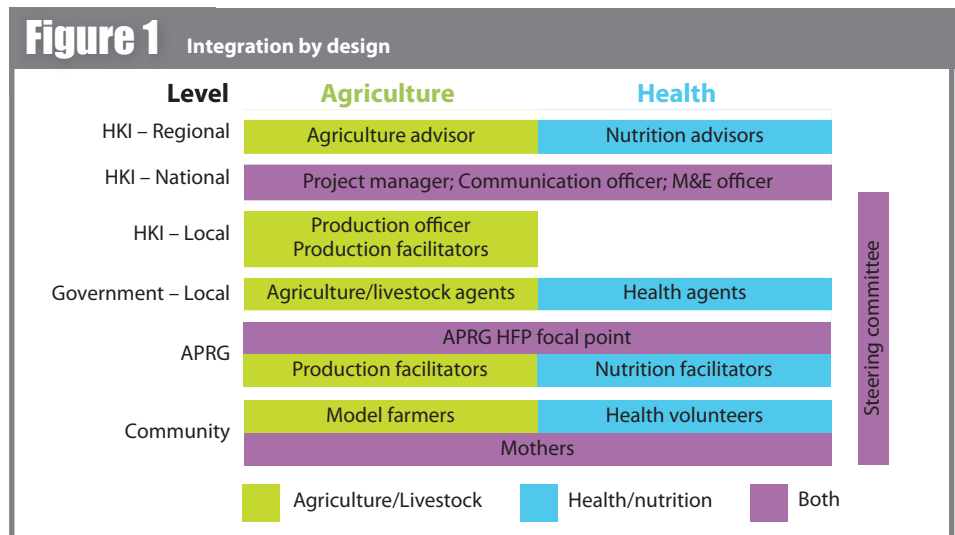 Figure 1 Integration by design
Level Agriculture Health
HKI – Regional Agriculture advisor Nutrition advisors
HKI – National Project manager; Communication officer; M&E officer
HKI – Local Production officer
Production facilitators
Government – Local Agriculture/livestock agents Health agents
APRG APRG HFP focal point
Production facilitators Nutrition facilitators
Community Model farmers Health volunteers
Mothers
Steering committee
Agriculture/Livestock Health/nutrition Both